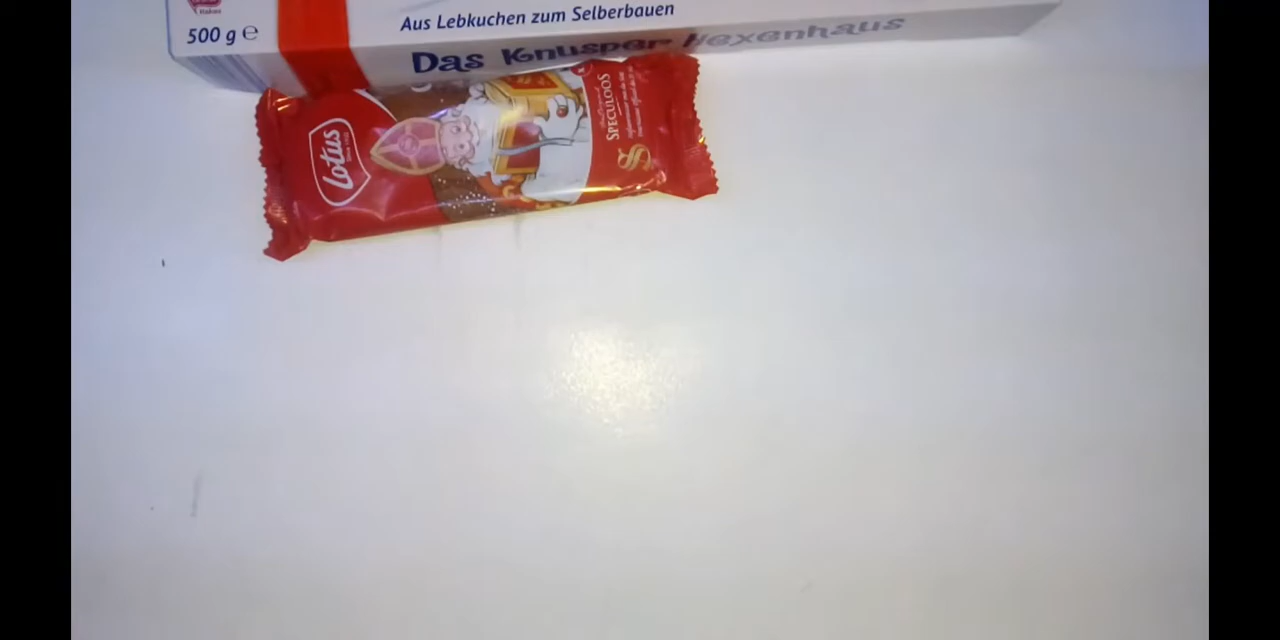 500 g ℮
Aus Lebkuchen zum Selberbauen
Das Knusper Hexenhaus
Lotus
SPECULOOS